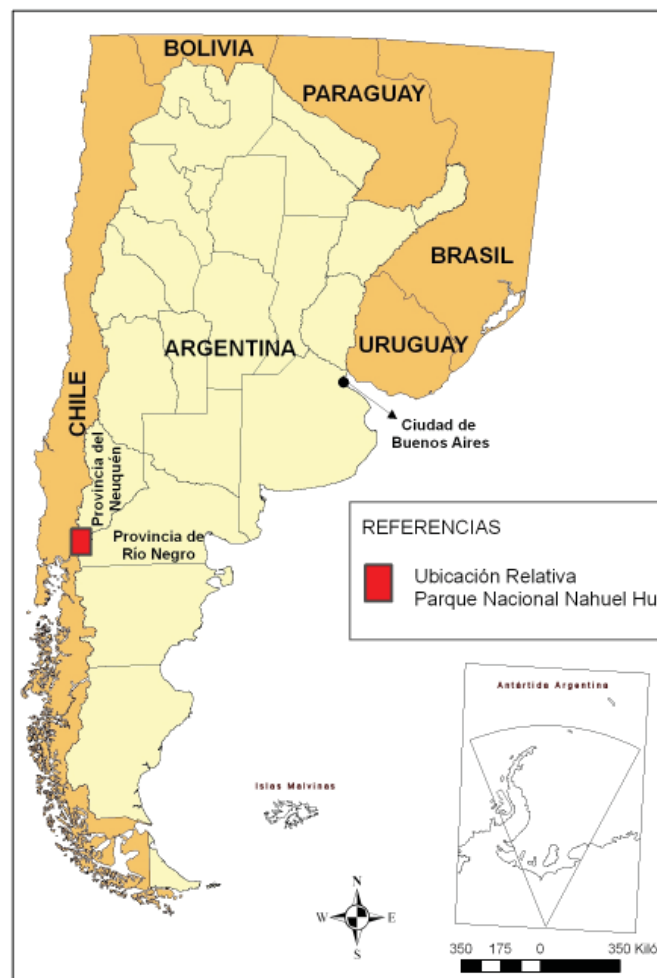 BOLIVIA
PARAGUAY
BRASIL
ARGENTINA
URUGUAY
CHILE
Ciudad de
Buenos Aires
Provincia del
Neuquén
Provincia de
Río Negro
REFERENCIAS
Ubicación Relativa
Parque Nacional Nahuel Hu
Antártida Argentina
Islas Malvinas
N
W
E
S
350 175 0 350 Kiló